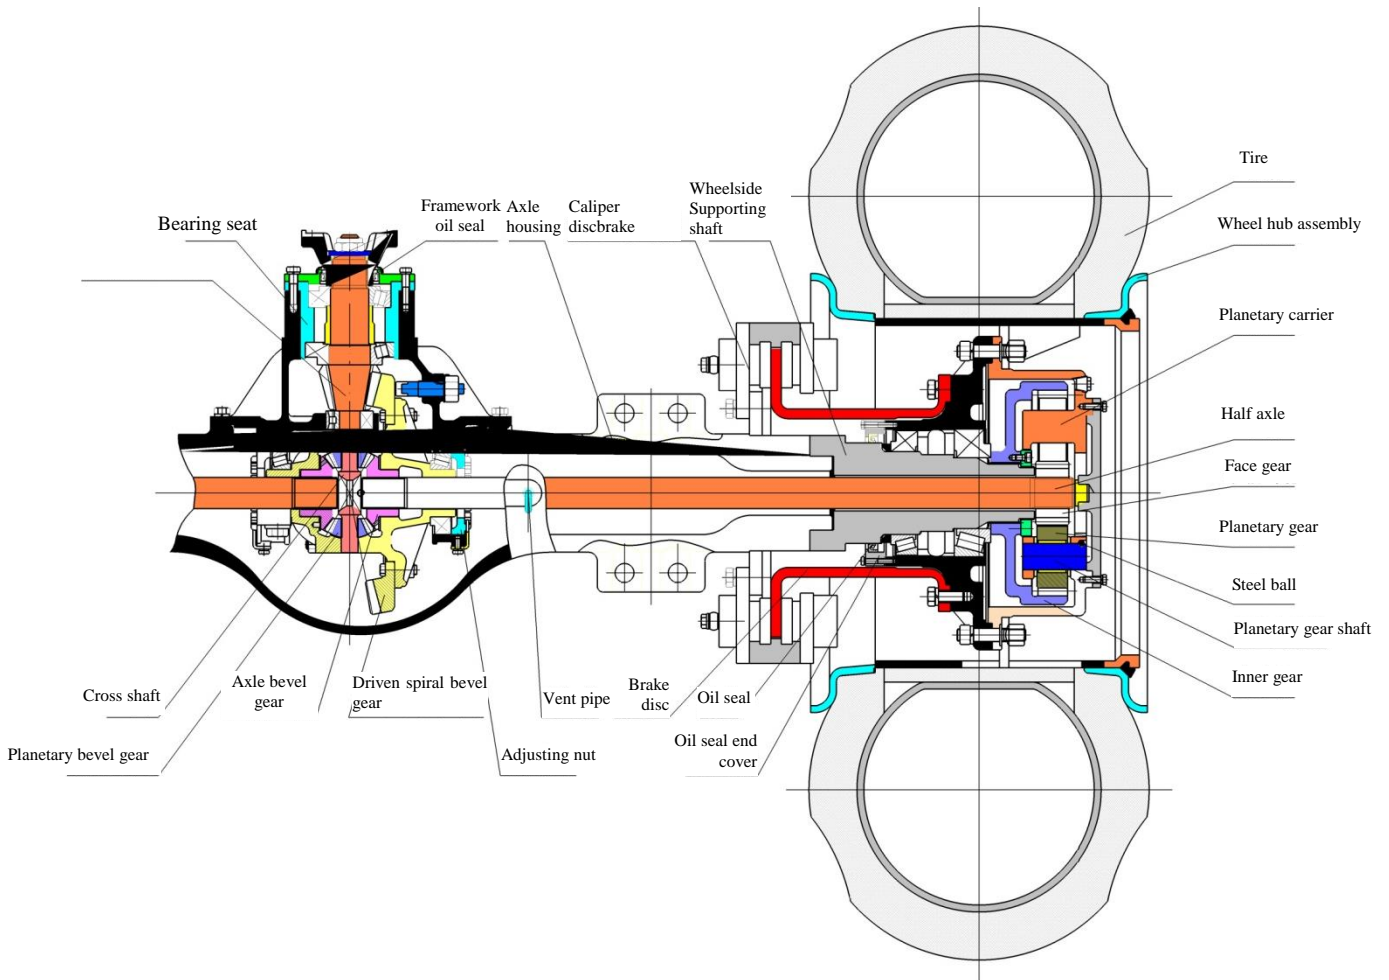 Tire
Wheelside
Supporting
shaft
Framework
oil seal
Axle
housing
Caliper
discbrake
Bearing seat
Wheel hub assembly
Planetary carrier
Half axle
Face gear
Planetary gear
Steel ball
Planetary gear shaft
Inner gear
Cross shaft
Axle bevel
gear
Driven spiral bevel
gear
Vent pipe
Brake
disc
Oil seal
Planetary bevel gear
Adjusting nut
Oil seal end
cover